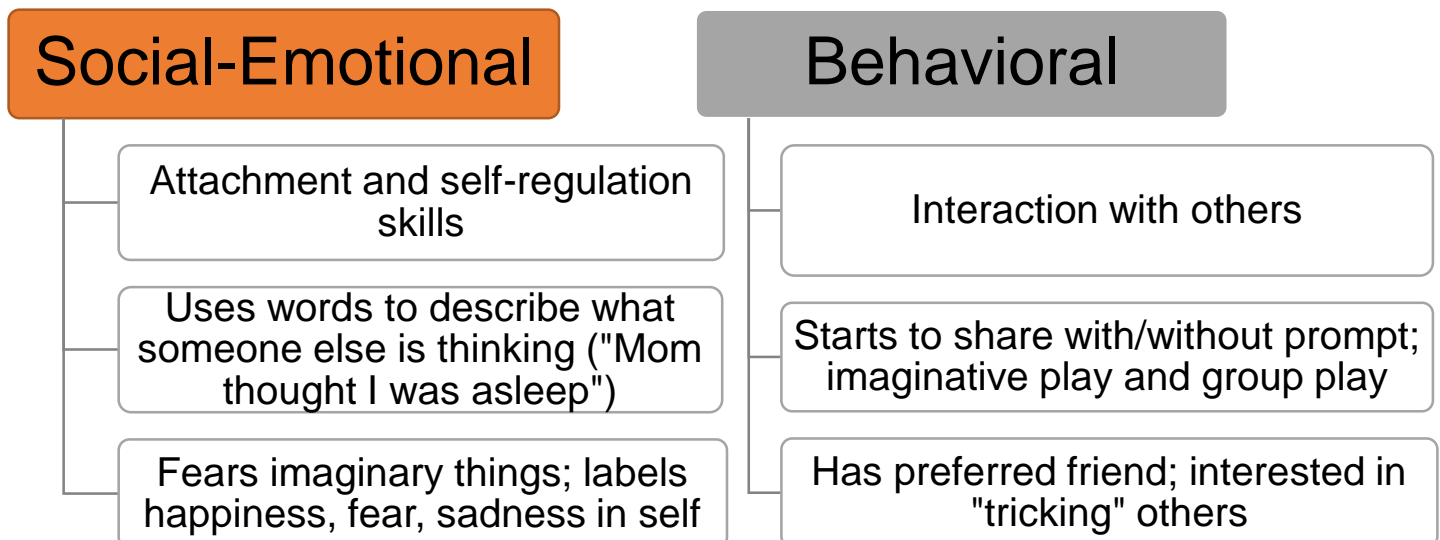 Social-Emotional
Attachment and self-regulation
skills
Uses words to describe what
someone else is thinking ("Mom
thought I was asleep")
Fears imaginary things; labels
happiness, fear, sadness in self
Behavioral
Interaction with others
Starts to share with/without prompt;
imaginative play and group play
Has preferred friend; interested in
"tricking" others